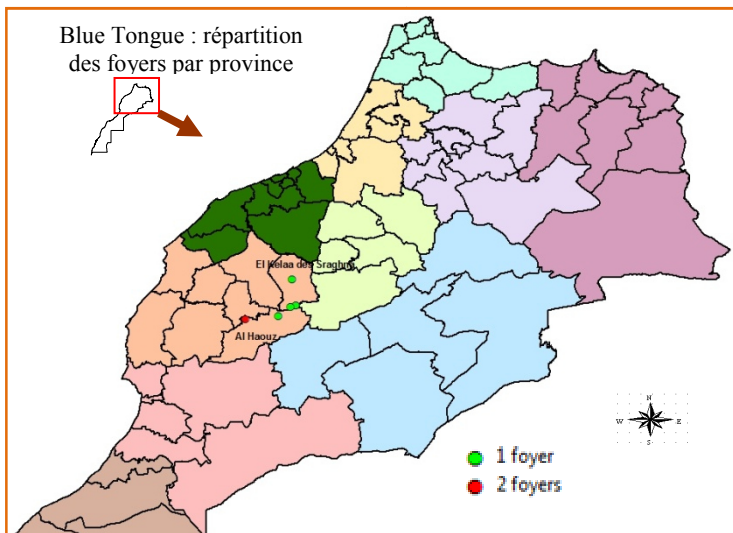 Blue Tongue : répartition
des foyers par province
El Kelaa des Sraghna
Al Haouz
N
W E
S
1 foyer
2 foyers